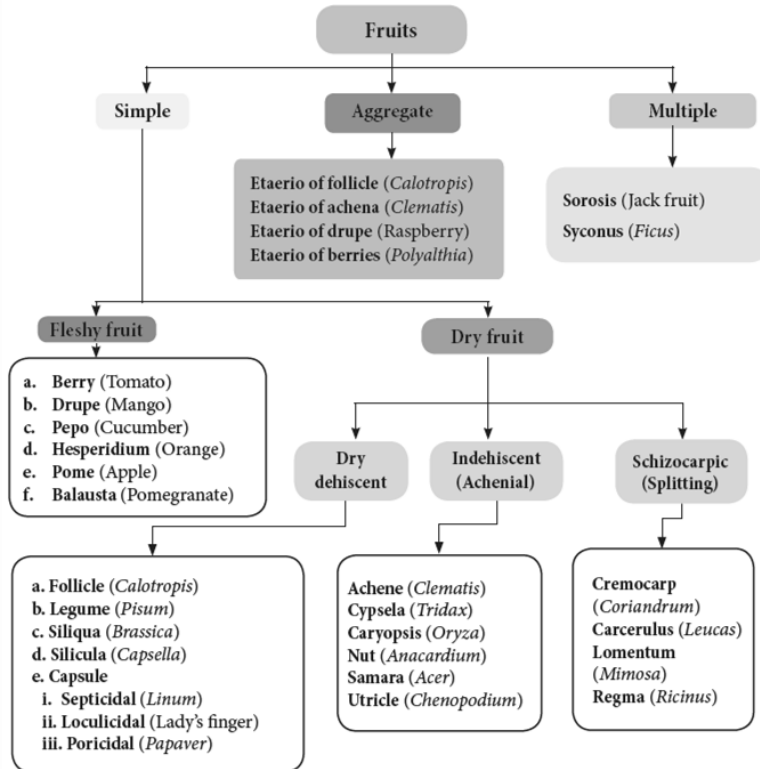 Fruits
Simple
Aggregate
Multiple
Etaerio of follicle (Calotropis)
Etaerio of achena (Clematis)
Etaerio of drupe (Raspberry)
Etaerio of berries (Polyalthia)
Sorosis (Jack fruit)
Syconus (Ficus)
Fleshy fruit
Dry fruit
a. Berry (Tomato)
b. Drupe (Mango)
c. Pepo (Cucumber)
d. Hesperidium (Orange)
e. Pome (Apple)
f. Balausta (Pomegranate)
Dry
dehiscent
Indehiscent
(Achenial)
Schizocarpic
(Splitting)
a. Follicle (Calotropis)
b. Legume (Pisum)
c. Siliqua (Brassica)
d. Silicula (Capsella)
e. Capsule
i. Septicidal (Linum)
ii. Loculicidal (Lady's finger)
iii. Poricidal (Papaver)
Achene (Clematis)
Cypsela (Tridax)
Caryopsis (Oryza)
Nut (Anacardium)
Samara (Acer)
Utricle (Chenopodium)
Cremocarp
(Coriandrum)
Carcerulus (Leucas)
Lomentum
(Mimosa)
Regma (Ricinus)